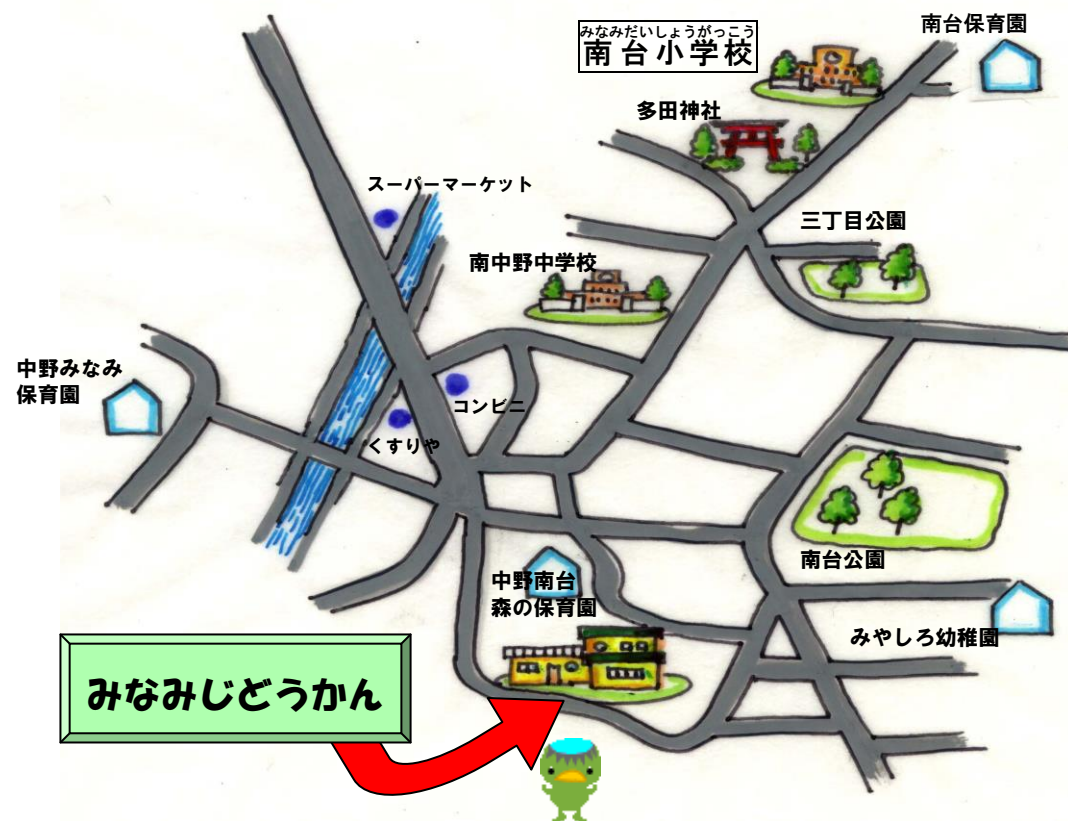 南台保育園
みなみだいしょうがっこう
南台小学校
多田神社
スーパーマーケット
三丁目公園
南中野中学校
中野みなみ
保育園
コンビニ
くすりや
南台公園
中野南台
森の保育園
みやしろ幼稚園
みなみじどうかん